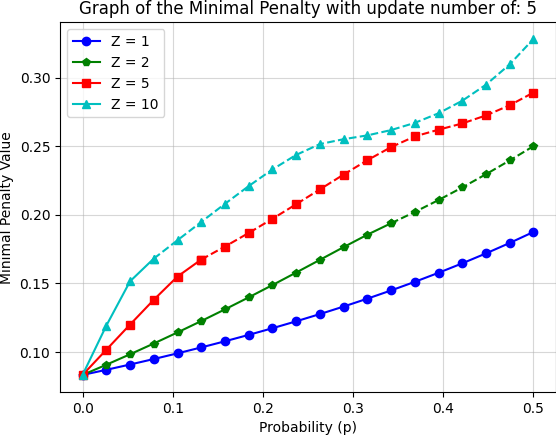 Graph of the Minimal Penalty with update number of: 5
Z = 1
Z = 2
Z = 5
Z = 10
Minimal Penalty Value
0.30
0.25
0.20
0.15
0.10
0.0 0.1 0.2 0.3 0.4 0.5
Probability (p)